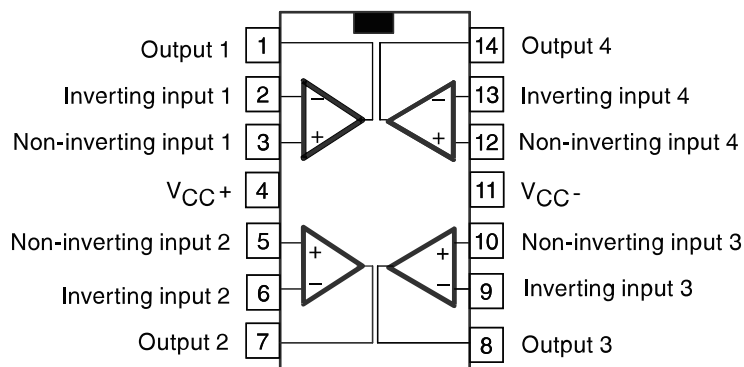 Output 1 1 14 Output 4
Inverting input 1 2 − − 13 Inverting input 4
Non-inverting input 1 3 + + 12 Non-inverting input 4
VCC+ 4 11 VCC-
Non-inverting input 2 5 + + 10 Non-inverting input 3
Inverting input 2 6 − − 9 Inverting input 3
Output 2 7 8 Output 3